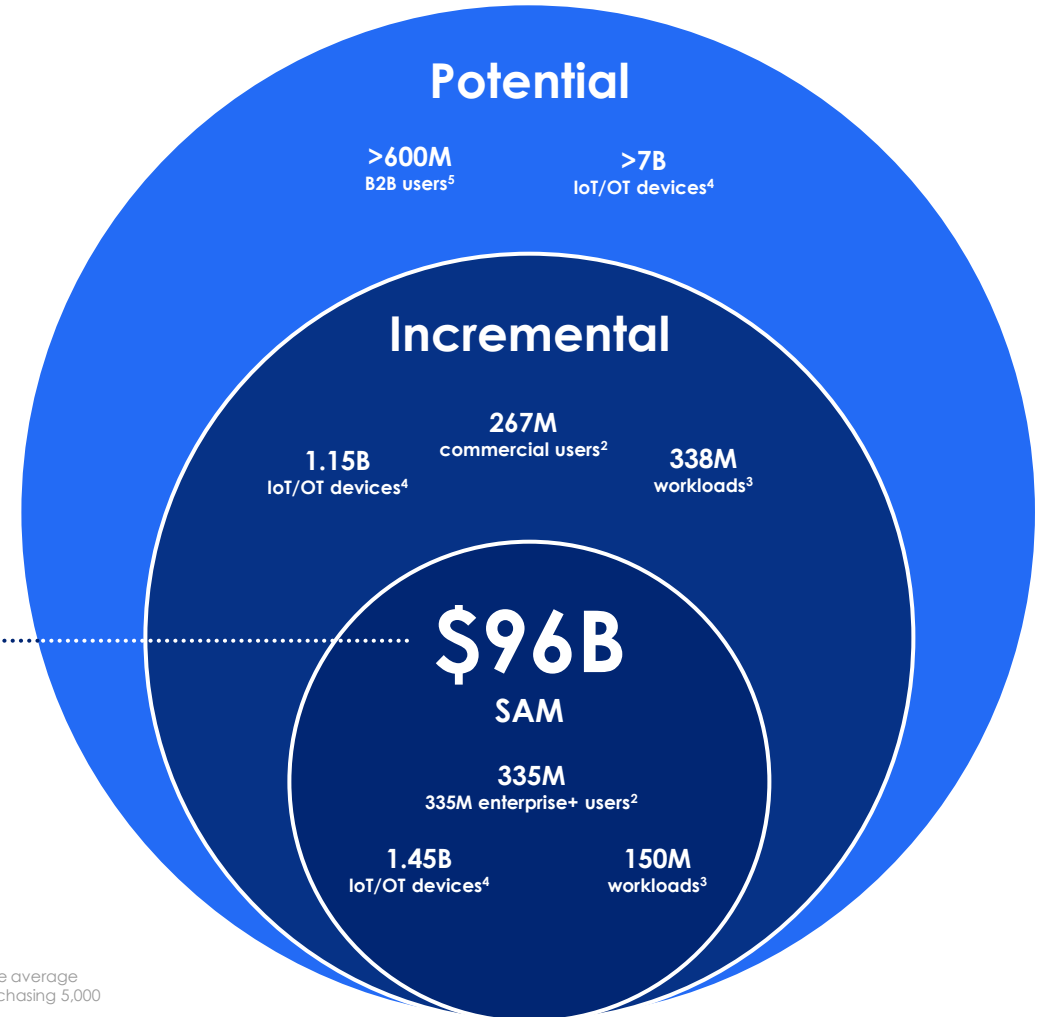 Potential
>600M
B2B users⁵
>7B
IoT/OT devices⁴
Incremental
267M
commercial users²
1.15B
IoT/OT devices⁴
338M
workloads³
$96B
SAM
335M
335M enterprise+ users²
1.45B
IoT/OT devices⁴
150M
workloads³
e average
chasing 5,000